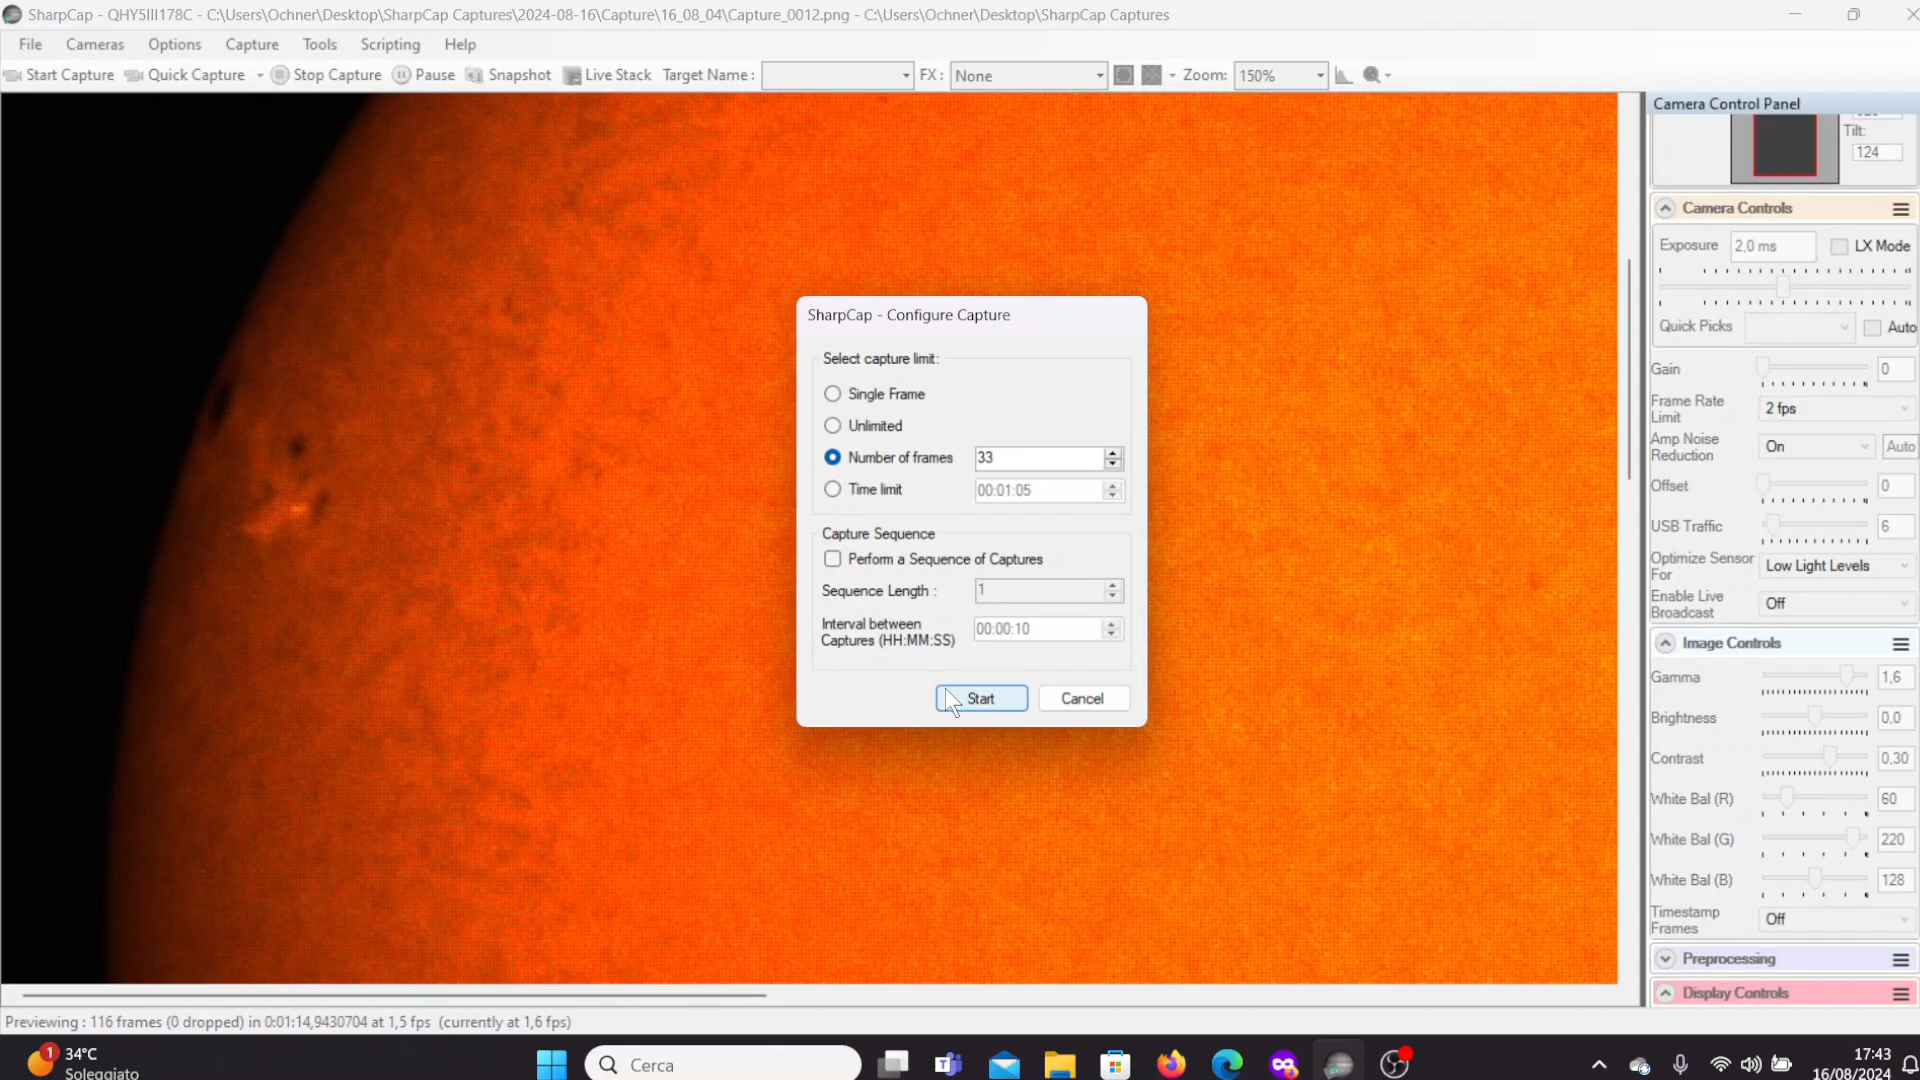 SharpCap - QHY5III178C - C:\Users\Ochner\Desktop\SharpCap Captures\2024-08-16\Capture\16_08_04\Capture_0012.png - C:\Users\Ochner\Desktop\SharpCap Captures
File Cameras Options Capture Tools Scripting Help
Start Capture Quick Capture Stop Capture Pause Snapshot Live Stack Target Name : FX : None Zoom: 150%
Camera Control Panel
Tilt:
124
Camera Controls
Exposure 2,0 ms LX Mode
Quick Picks Auto
Gain 0
Frame Rate Limit 2 fps
Amp Noise Reduction On Auto
Offset 0
USB Traffic 6
Optimize Sensor For Low Light Levels
Enable Live Broadcast Off
Image Controls
Gamma 1,6
Brightness 0,0
Contrast 0,30
White Bal (R) 60
White Bal (G) 220
White Bal (B) 128
Timestamp Frames Off
Preprocessing
Display Controls
SharpCap - Configure Capture
Select capture limit:
Single Frame
Unlimited
Number of frames 33
Time limit 00:01:05
Capture Sequence
Perform a Sequence of Captures
Sequence Length : 1
Interval between
Captures (HH:MM:SS) 00:00:10
Start Cancel
Previewing : 116 frames (0 dropped) in 0:01:14,9430704 at 1,5 fps (currently at 1,6 fps)
1
34°C
Soleggiato
Cerca
17:43
16/08/2024